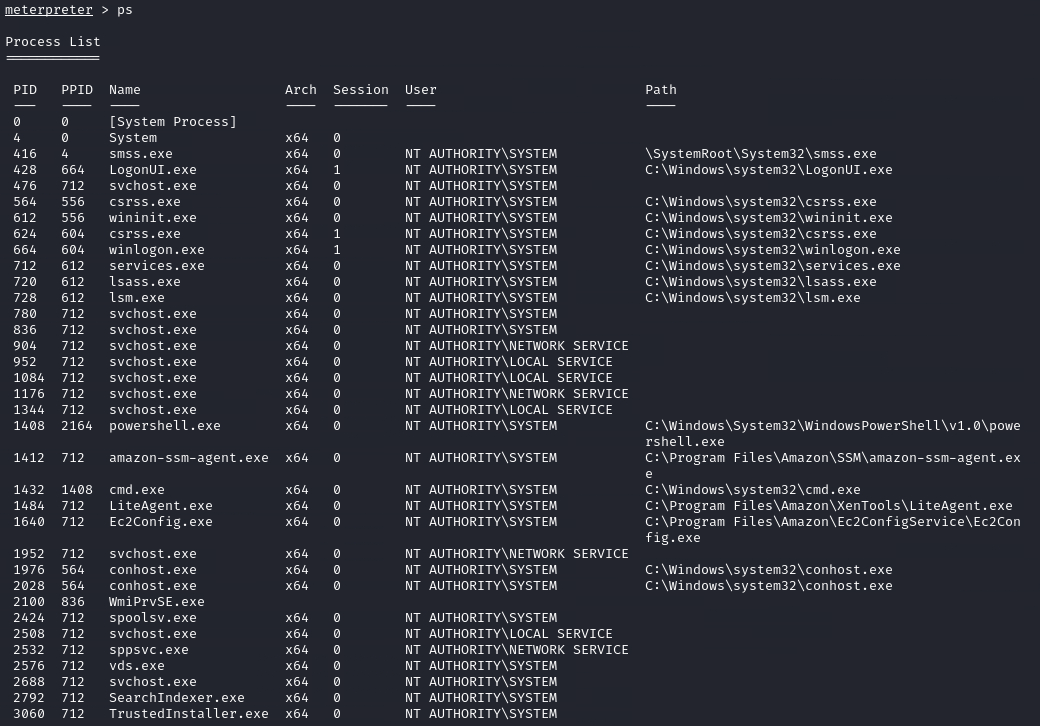 meterpreter > ps
Process List
PID PPID Name Arch Session User Path
0 0 [System Process]
4 0 System x64 0
416 4 smss.exe x64 0 NT AUTHORITY\SYSTEM \SystemRoot\System32\smss.exe
428 664 LogonUI.exe x64 1 NT AUTHORITY\SYSTEM C:\Windows\system32\LogonUI.exe
476 712 svchost.exe x64 0 NT AUTHORITY\SYSTEM
564 556 csrss.exe x64 0 NT AUTHORITY\SYSTEM C:\Windows\system32\csrss.exe
612 556 wininit.exe x64 0 NT AUTHORITY\SYSTEM C:\Windows\system32\wininit.exe
624 604 csrss.exe x64 1 NT AUTHORITY\SYSTEM C:\Windows\system32\csrss.exe
664 604 winlogon.exe x64 1 NT AUTHORITY\SYSTEM C:\Windows\system32\winlogon.exe
712 612 services.exe x64 0 NT AUTHORITY\SYSTEM C:\Windows\system32\services.exe
720 612 lsass.exe x64 0 NT AUTHORITY\SYSTEM C:\Windows\system32\lsass.exe
728 612 lsm.exe x64 0 NT AUTHORITY\SYSTEM C:\Windows\system32\lsm.exe
780 712 svchost.exe x64 0 NT AUTHORITY\SYSTEM
836 712 svchost.exe x64 0 NT AUTHORITY\SYSTEM
904 712 svchost.exe x64 0 NT AUTHORITY\NETWORK SERVICE
952 712 svchost.exe x64 0 NT AUTHORITY\LOCAL SERVICE
1084 712 svchost.exe x64 0 NT AUTHORITY\LOCAL SERVICE
1176 712 svchost.exe x64 0 NT AUTHORITY\NETWORK SERVICE
1344 712 svchost.exe x64 0 NT AUTHORITY\LOCAL SERVICE
1408 2164 powershell.exe x64 0 NT AUTHORITY\SYSTEM C:\Windows\System32\WindowsPowerShell\v1.0\powe
rshell.exe
1412 712 amazon-ssm-agent.exe x64 0 NT AUTHORITY\SYSTEM C:\Program Files\Amazon\SSM\amazon-ssm-agent.ex
e
1432 1408 cmd.exe x64 0 NT AUTHORITY\SYSTEM C:\Windows\system32\cmd.exe
1484 712 LiteAgent.exe x64 0 NT AUTHORITY\SYSTEM C:\Program Files\Amazon\XenTools\LiteAgent.exe
1640 712 Ec2Config.exe x64 0 NT AUTHORITY\SYSTEM C:\Program Files\Amazon\Ec2ConfigService\Ec2Con
fig.exe
1952 712 svchost.exe x64 0 NT AUTHORITY\NETWORK SERVICE
1976 564 conhost.exe x64 0 NT AUTHORITY\SYSTEM C:\Windows\system32\conhost.exe
2028 564 conhost.exe x64 0 NT AUTHORITY\SYSTEM C:\Windows\system32\conhost.exe
2100 836 WmiPrvSE.exe
2424 712 spoolsv.exe x64 0 NT AUTHORITY\SYSTEM
2508 712 svchost.exe x64 0 NT AUTHORITY\LOCAL SERVICE
2532 712 sppsvc.exe x64 0 NT AUTHORITY\NETWORK SERVICE
2576 712 vds.exe x64 0 NT AUTHORITY\SYSTEM
2688 712 svchost.exe x64 0 NT AUTHORITY\SYSTEM
2792 712 SearchIndexer.exe x64 0 NT AUTHORITY\SYSTEM
3060 712 TrustedInstaller.exe x64 0 NT AUTHORITY\SYSTEM